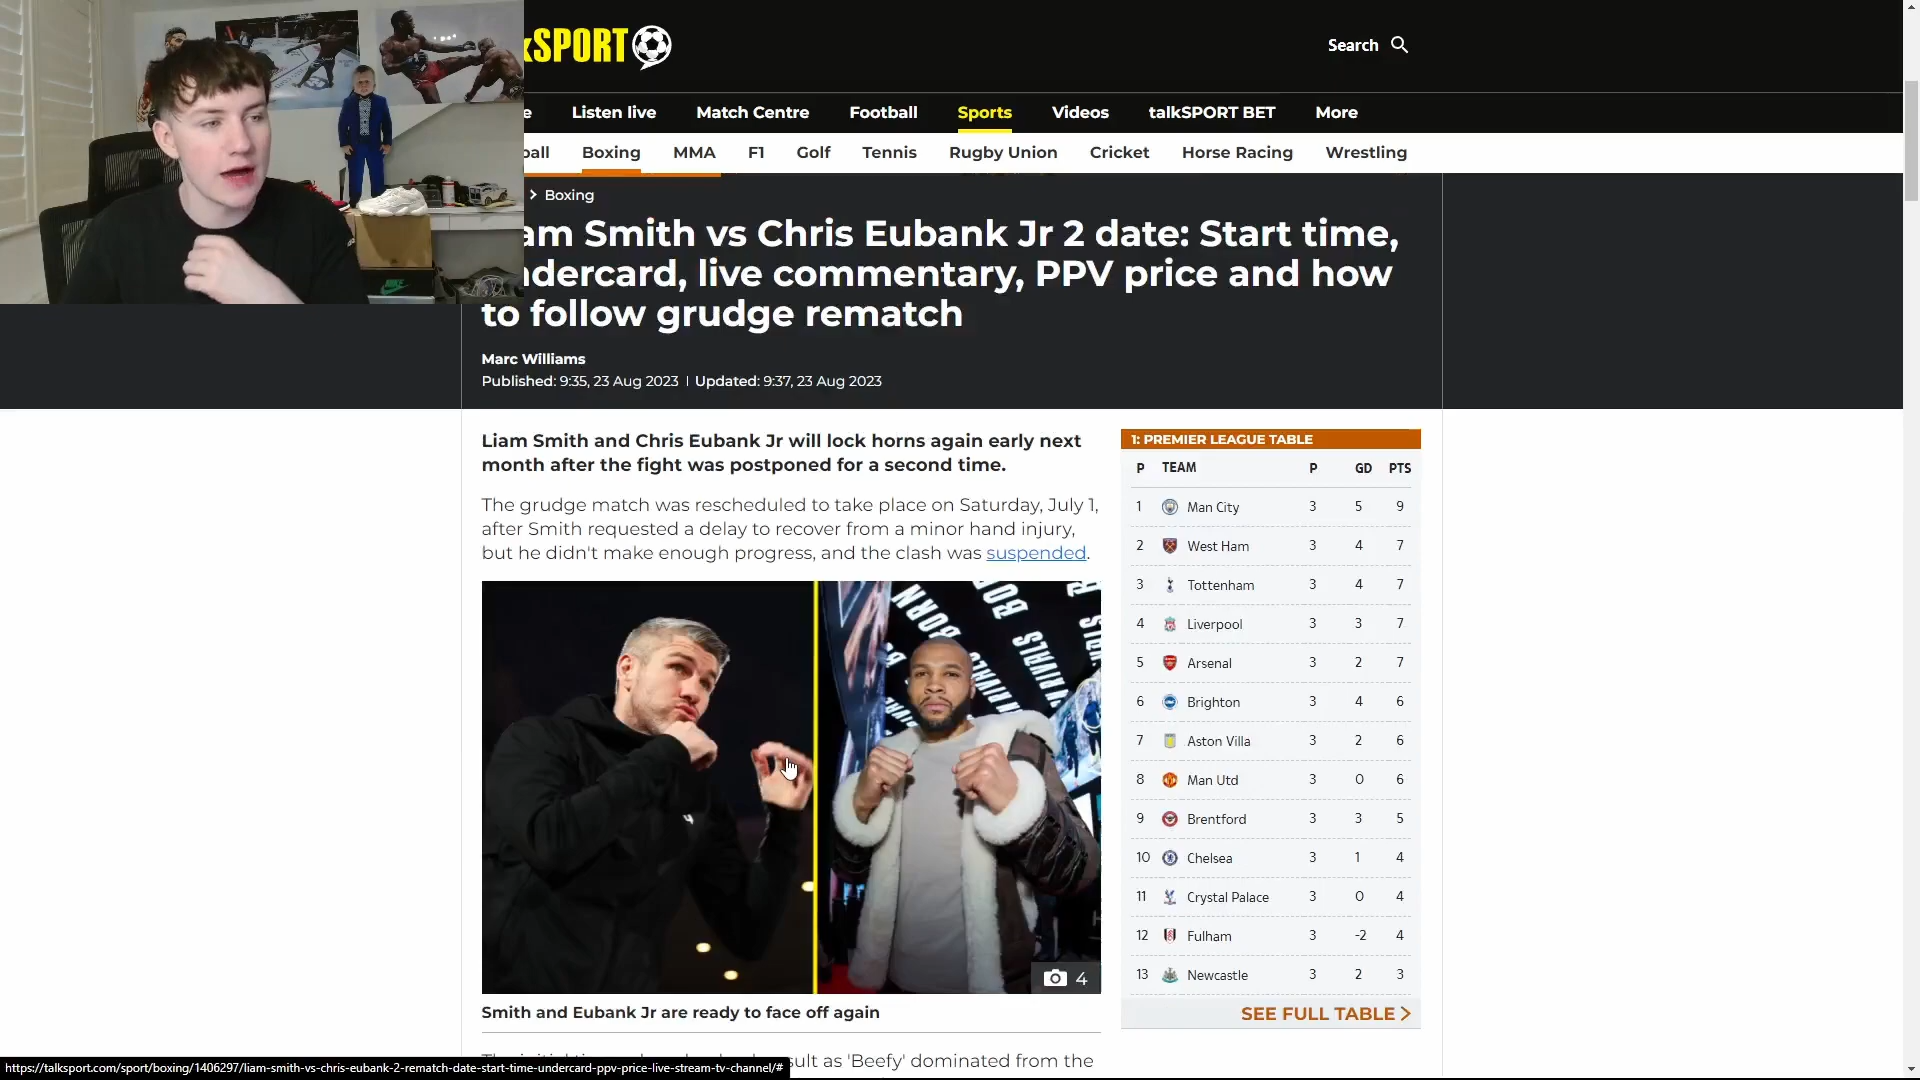 kSPORT
Search
e
Listen live
Match Centre
Football
Sports
Videos
talkSPORT BET
More
ball
Boxing
MMA
F1
Golf
Tennis
Rugby Union
Cricket
Horse Racing
Wrestling
> Boxing
am Smith vs Chris Eubank Jr 2 date: Start time,
ndercard, live commentary, PPV price and how
to follow grudge rematch
Marc Williams
Published: 9:35, 23 Aug 2023 | Updated: 9:37, 23 Aug 2023
Liam Smith and Chris Eubank Jr will lock horns again early next
month after the fight was postponed for a second time.
The grudge match was rescheduled to take place on Saturday, July 1,
after Smith requested a delay to recover from a minor hand injury,
but he didn't make enough progress, and the clash was suspended.
BORN RIVALS
4
Smith and Eubank Jr are ready to face off again
sult as 'Beefy' dominated from the
1: PREMIER LEAGUE TABLE
P TEAM P GD PTS
1 Man City 3 5 9
2 West Ham 3 4 7
3 Tottenham 3 4 7
4 Liverpool 3 3 7
5 Arsenal 3 2 7
6 Brighton 3 4 6
7 Aston Villa 3 2 6
8 Man Utd 3 0 6
9 Brentford 3 3 5
10 Chelsea 3 1 4
11 Crystal Palace 3 0 4
12 Fulham 3 -2 4
13 Newcastle 3 2 3
SEE FULL TABLE >
https://talksport.com/sport/boxing/1406297/liam-smith-vs-chris-eubank-2-rematch-date-start-time-undercard-ppv-price-live-stream-tv-channel/#